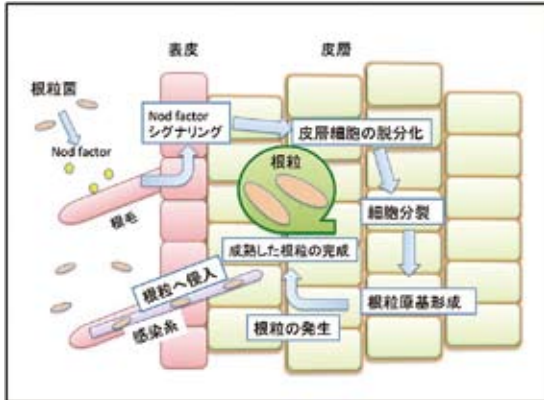 表皮
皮層
根粒菌
Nod factor
Nod factor
シグナリング
皮層細胞の脱分化
根粒
根毛
細胞分裂
成熟した根粒の完成
根粒へ侵入
感染糸
根粒の発生
根粒原基形成